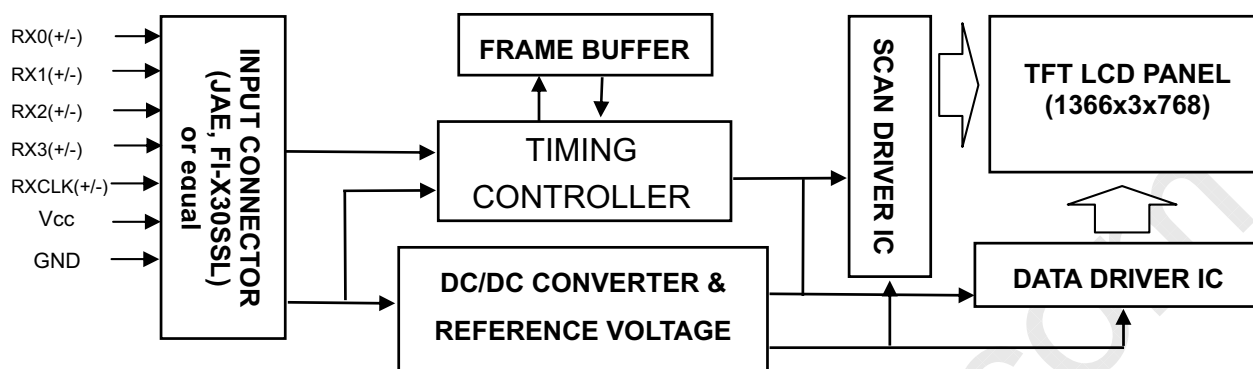 RX0(+/-)
RX1(+/-)
RX2(+/-)
RX3(+/-)
RXCLK(+/-)
Vcc
GND
INPUT CONNECTOR
(JAE, FI-X30SSL)
or equal
FRAME BUFFER
TIMING
CONTROLLER
DC/DC CONVERTER &
REFERENCE VOLTAGE
SCAN DRIVER IC
TFT LCD PANEL
(1366x3x768)
DATA DRIVER IC
com